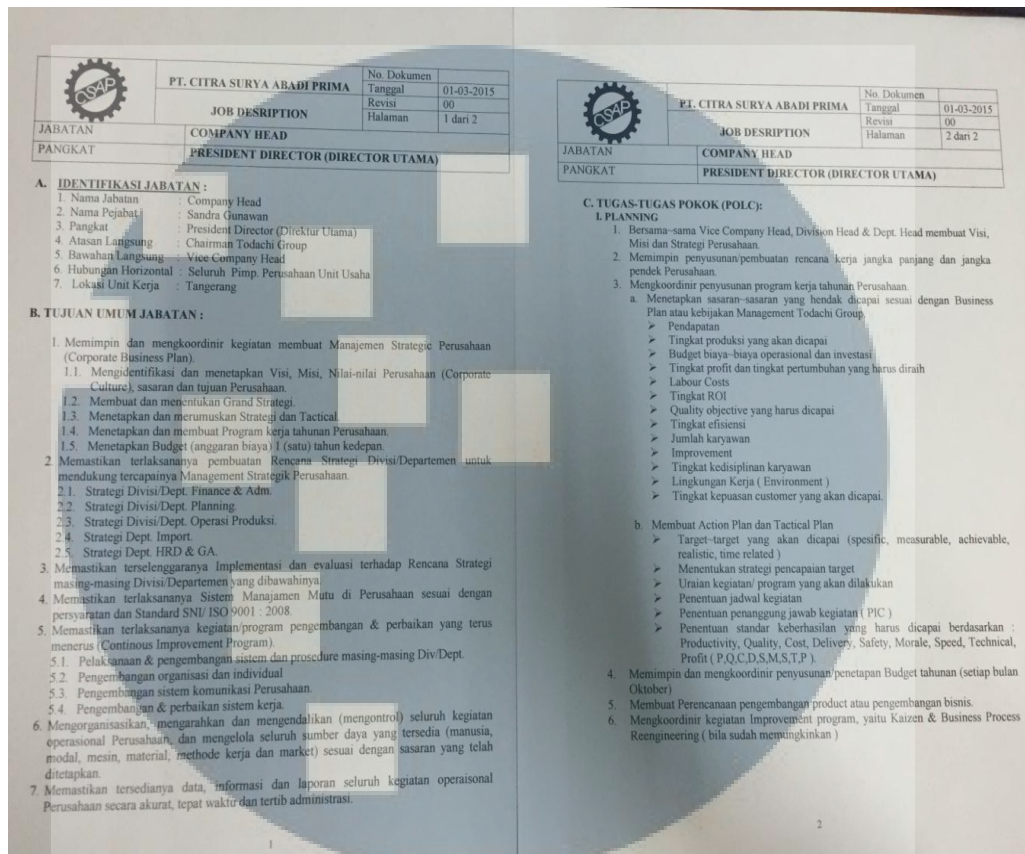 CSAP
PT. CITRA SURYA ABADI PRIMA
JOB DESRIPTION
No. Dokumen
Tanggal 01-03-2015
Revisi 00
Halaman 1 dari 2
JABATAN COMPANY HEAD
PANGKAT PRESIDENT DIRECTOR (DIRECTOR UTAMA)
A. IDENTIFIKASI JABATAN :
1. Nama Jabatan : Company Head
2. Nama Pejabat : Sandra Gunawan
3. Pangkat : President Director (Direktur Utama)
4. Atasan Langsung : Chairman Todachi Group
5. Bawahan Langsung : Vice Company Head
6. Hubungan Horizontal : Seluruh Pimp. Perusahaan Unit Usaha
7. Lokasi Unit Kerja : Tangerang
B. TUJUAN UMUM JABATAN :
1. Memimpin dan mengkoordinir kegiatan membuat Manajemen Strategic Perusahaan
(Corporate Business Plan).
1.1. Mengidentifikasi dan menetapkan Visi, Misi, Nilai-nilai Perusahaan (Corporate
Culture), sasaran dan tujuan Perusahaan.
1.2. Membuat dan menentukan Grand Strategi.
1.3. Menetapkan dan merumuskan Strategi dan Tactical.
1.4. Menetapkan dan membuat Program kerja tahunan Perusahaan.
1.5. Menetapkan Budget (anggaran biaya) 1 (satu) tahun kedepan.
2. Memastikan terlaksananya pembuatan Rencana Strategi Divisi/Departemen untuk
mendukung tercapainya Management Strategik Perusahaan.
2.1. Strategi Divisi/Dept. Finance & Adm.
2.2. Strategi Divisi/Dept. Planning.
2.3. Strategi Divisi/Dept. Operasi Produksi.
2.4. Strategi Dept. Import.
2.5. Strategi Dept. HRD & GA.
3. Memastikan terselenggaranya Implementasi dan evaluasi terhadap Rencana Strategi
masing-masing Divisi/Departemen yang dibawahinya.
4. Memastikan terlaksananya Sistem Manajaman Mutu di Perusahaan sesuai dengan
persyaratan dan Standard SNI/ ISO 9001 : 2008.
5. Memastikan terlaksananya kegiatan/program pengembangan & perbaikan yang terus
menerus (Continous Improvement Program).
5.1. Pelaksanaan & pengembangan sistem dan prosedure masing-masing Div/Dept.
5.2. Pengembangan organisasi dan individual
5.3. Pengembangan sistem komunikasi Perusahaan.
5.4. Pengembangan & perbaikan sistem kerja.
6. Mengorganisasikan, mengarahkan dan mengendalikan (mengontrol) seluruh kegiatan
operasional Perusahaan, dan mengelola seluruh sumber daya yang tersedia (manusia,
modal, mesin, material, methode kerja dan market) sesuai dengan sasaran yang telah
ditetapkan.
7. Memastikan tersedianya data, informasi dan laporan seluruh kegiatan operaisonal
Perusahaan secara akurat, tepat waktu dan tertib administrasi.
1
CSAP
PT. CITRA SURYA ABADI PRIMA
JOB DESRIPTION
No. Dokumen
Tanggal 01-03-2015
Revisi 00
Halaman 2 dari 2
JABATAN COMPANY HEAD
PANGKAT PRESIDENT DIRECTOR (DIRECTOR UTAMA)
C. TUGAS-TUGAS POKOK (POLC):
I. PLANNING
1. Bersama-sama Vice Company Head, Division Head & Dept. Head membuat Visi,
Misi dan Strategi Perusahaan.
2. Memimpin penyusunan/pembuatan rencana kerja jangka panjang dan jangka
pendek Perusahaan.
3. Mengkoordinir penyusunan program kerja tahunan Perusahaan.
a. Menetapkan sasaran-sasaran yang hendak dicapai sesuai dengan Business
Plan atau kebijakan Management Todachi Group.
➢ Pendapatan
➢ Tingkat produksi yang akan dicapai
➢ Budget biaya-biaya operasional dan investasi
➢ Tingkat profit dan tingkat pertumbuhan yang harus diraih
➢ Labour Costs
➢ Tingkat ROI
➢ Quality objective yang harus dicapai
➢ Tingkat efisiensi
➢ Jumlah karyawan
➢ Improvement
➢ Tingkat kedisiplinan karyawan
➢ Lingkungan Kerja ( Environment )
➢ Tingkat kepuasan customer yang akan dicapai.
b. Membuat Action Plan dan Tactical Plan
➢ Target-target yang akan dicapai (spesific, measurable, achievable,
realistic, time related )
➢ Menentukan strategi pencapaian target
➢ Uraian kegiatan/ program yang akan dilakukan
➢ Penentuan jadwal kegiatan
➢ Penentuan penanggung jawab kegiatan ( PIC )
➢ Penentuan standar keberhasilan yang harus dicapai berdasarkan :
Productivity, Quality, Cost, Delivery, Safety, Morale, Speed, Technical,
Profit ( P,Q,C,D,S,M,S,T,P ).
4. Memimpin dan mengkoordinir penyusunan/penetapan Budget tahunan (setiap bulan
Oktober)
5. Membuat Perencanaan pengembangan product atau pengembangan bisnis.
6. Mengkoordinir kegiatan Improvement program, yaitu Kaizen & Business Process
Reengineering ( bila sudah memungkinkan )
2